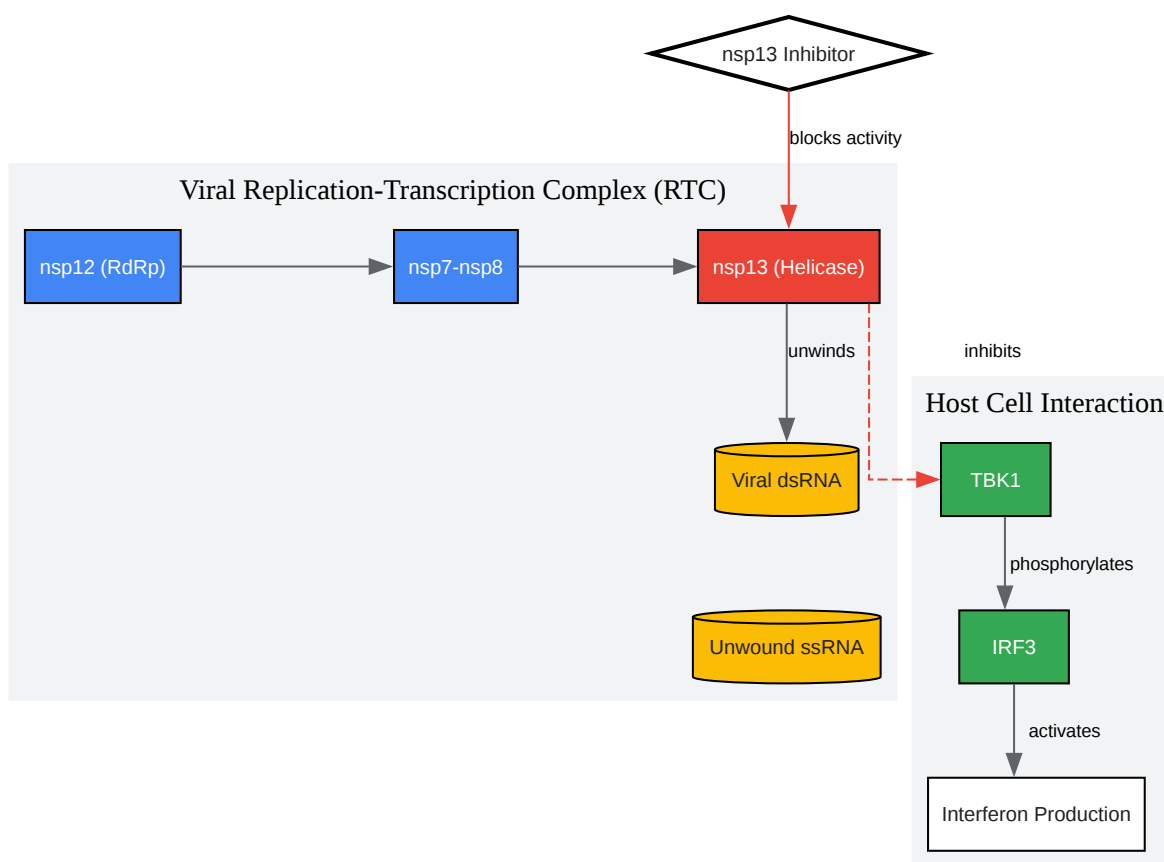 nsp13 Inhibitor
blocks activity
Viral Replication-Transcription Complex (RTC)
nsp12 (RdRp)
nsp7-nsp8
nsp13 (Helicase)
unwinds
inhibits
Host Cell Interaction
Viral dsRNA
TBK1
phosphorylates
Unwound ssRNA
IRF3
activates
Interferon Production